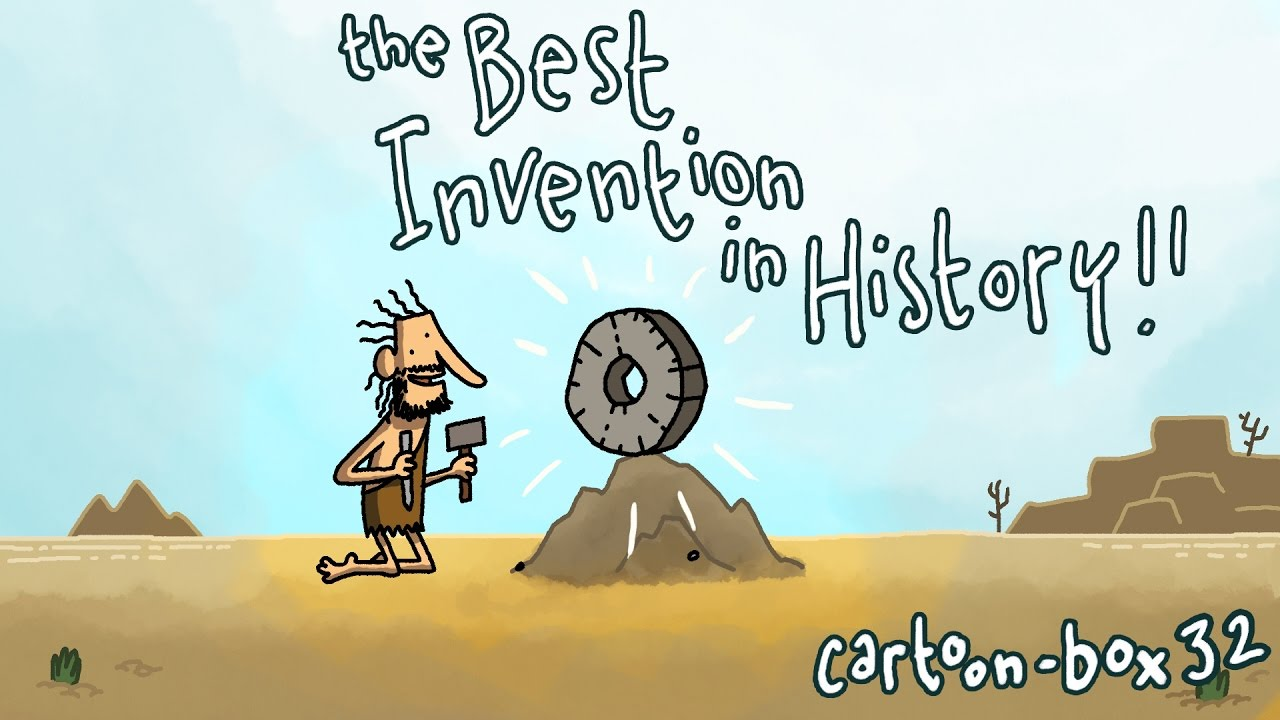 the Best
Invention
in History!!
cartoon-box 32